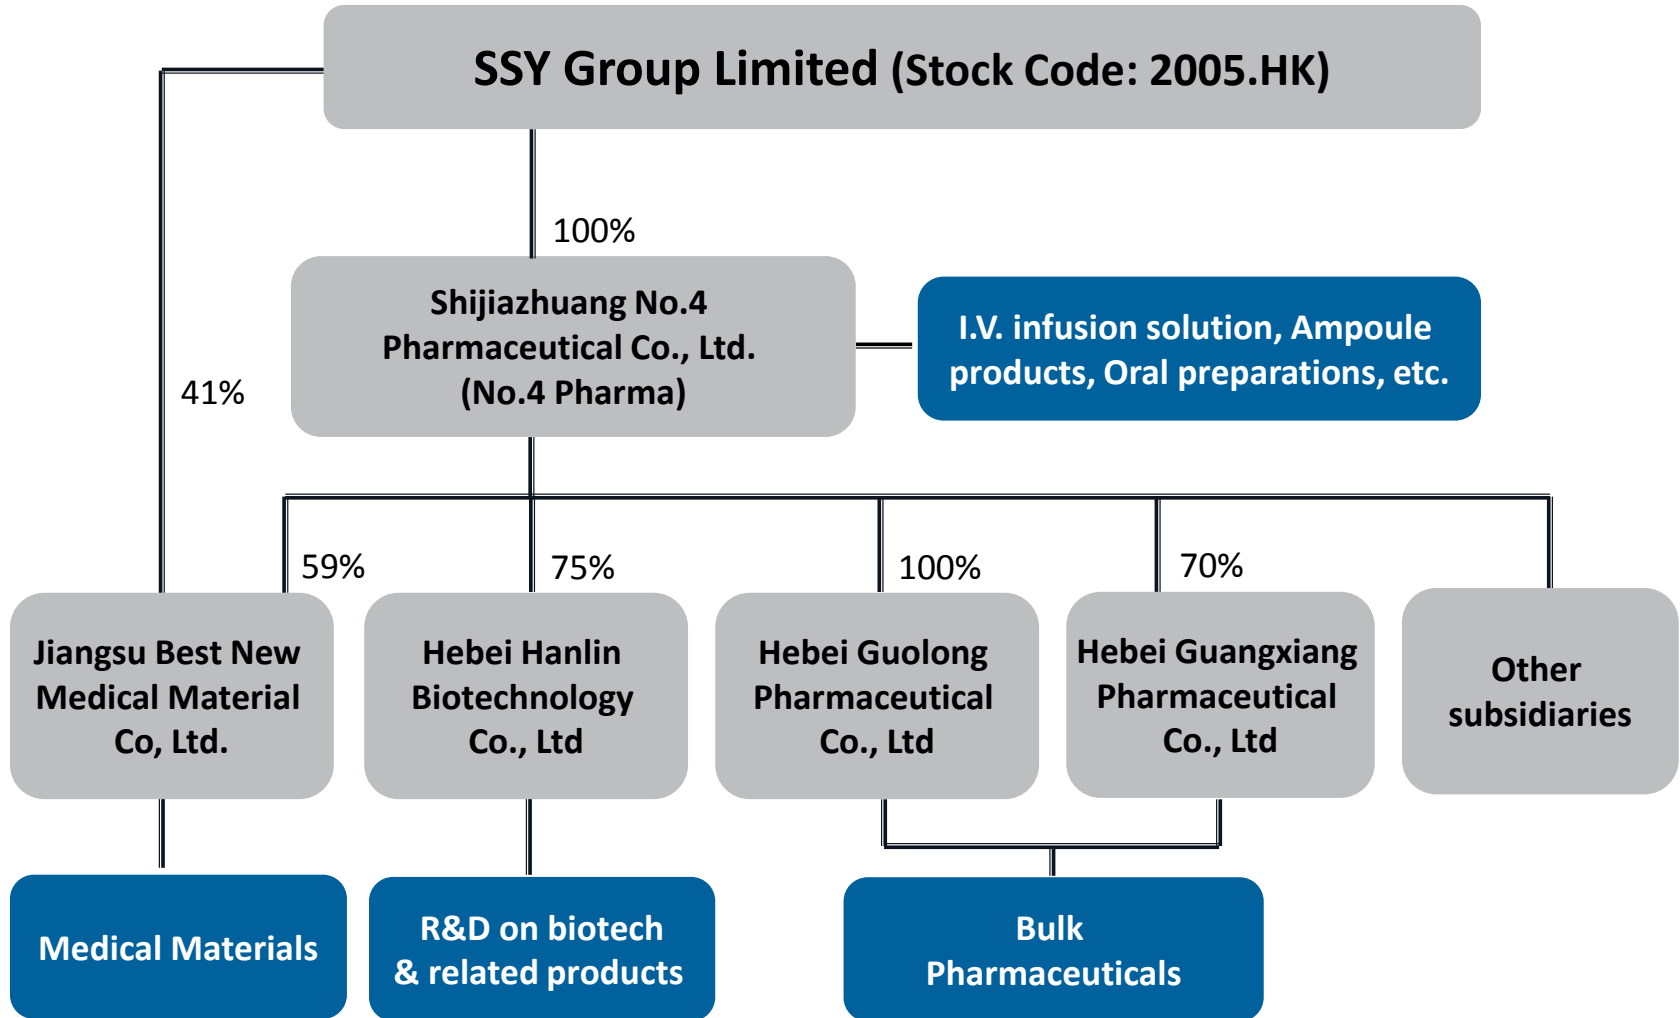 SSY Group Limited (Stock Code: 2005.HK)
100%
Shijiazhuang No.4
Pharmaceutical Co., Ltd.
(No.4 Pharma)
I.V. infusion solution, Ampoule
products, Oral preparations, etc.
41%
59%
75%
100%
70%
Jiangsu Best New
Medical Material
Co, Ltd.
Hebei Hanlin
Biotechnology
Co., Ltd
Hebei Guolong
Pharmaceutical
Co., Ltd
Hebei Guangxiang
Pharmaceutical
Co., Ltd
Other
subsidiaries
Medical Materials
R&D on biotech
& related products
Bulk
Pharmaceuticals